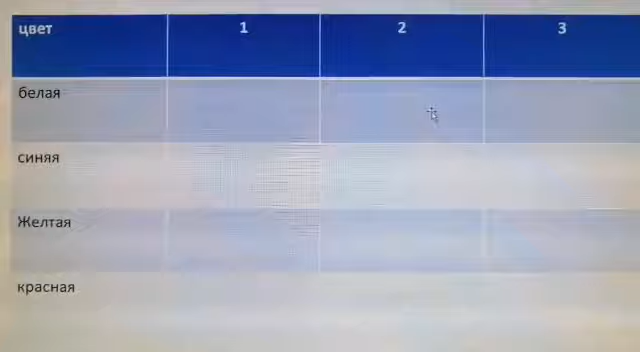 цвет 1 2 3
белая
синяя
Желтая
красная